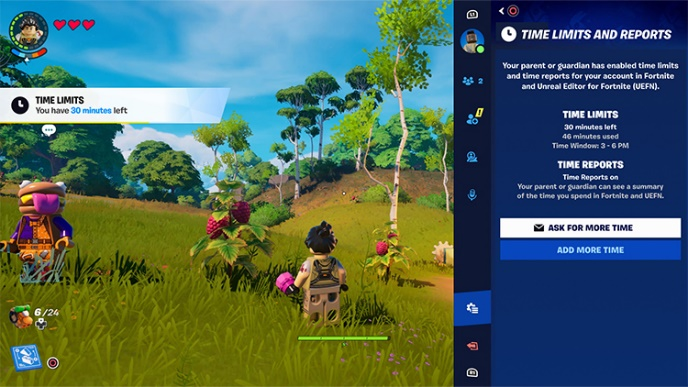 TIME LIMITS
You have 30 minutes left
6/24
L1
2
R1
TIME LIMITS AND REPORTS
Your parent or guardian has enabled time limits
and time reports for your account in Fortnite
and Unreal Editor for Fortnite (UEFN).
TIME LIMITS
30 minutes left
46 minutes used
Time Window: 3 - 6 PM
TIME REPORTS
Time Reports on
Your parent or guardian can see a summary
of the time you spend in Fortnite and UEFN.
ASK FOR MORE TIME
ADD MORE TIME